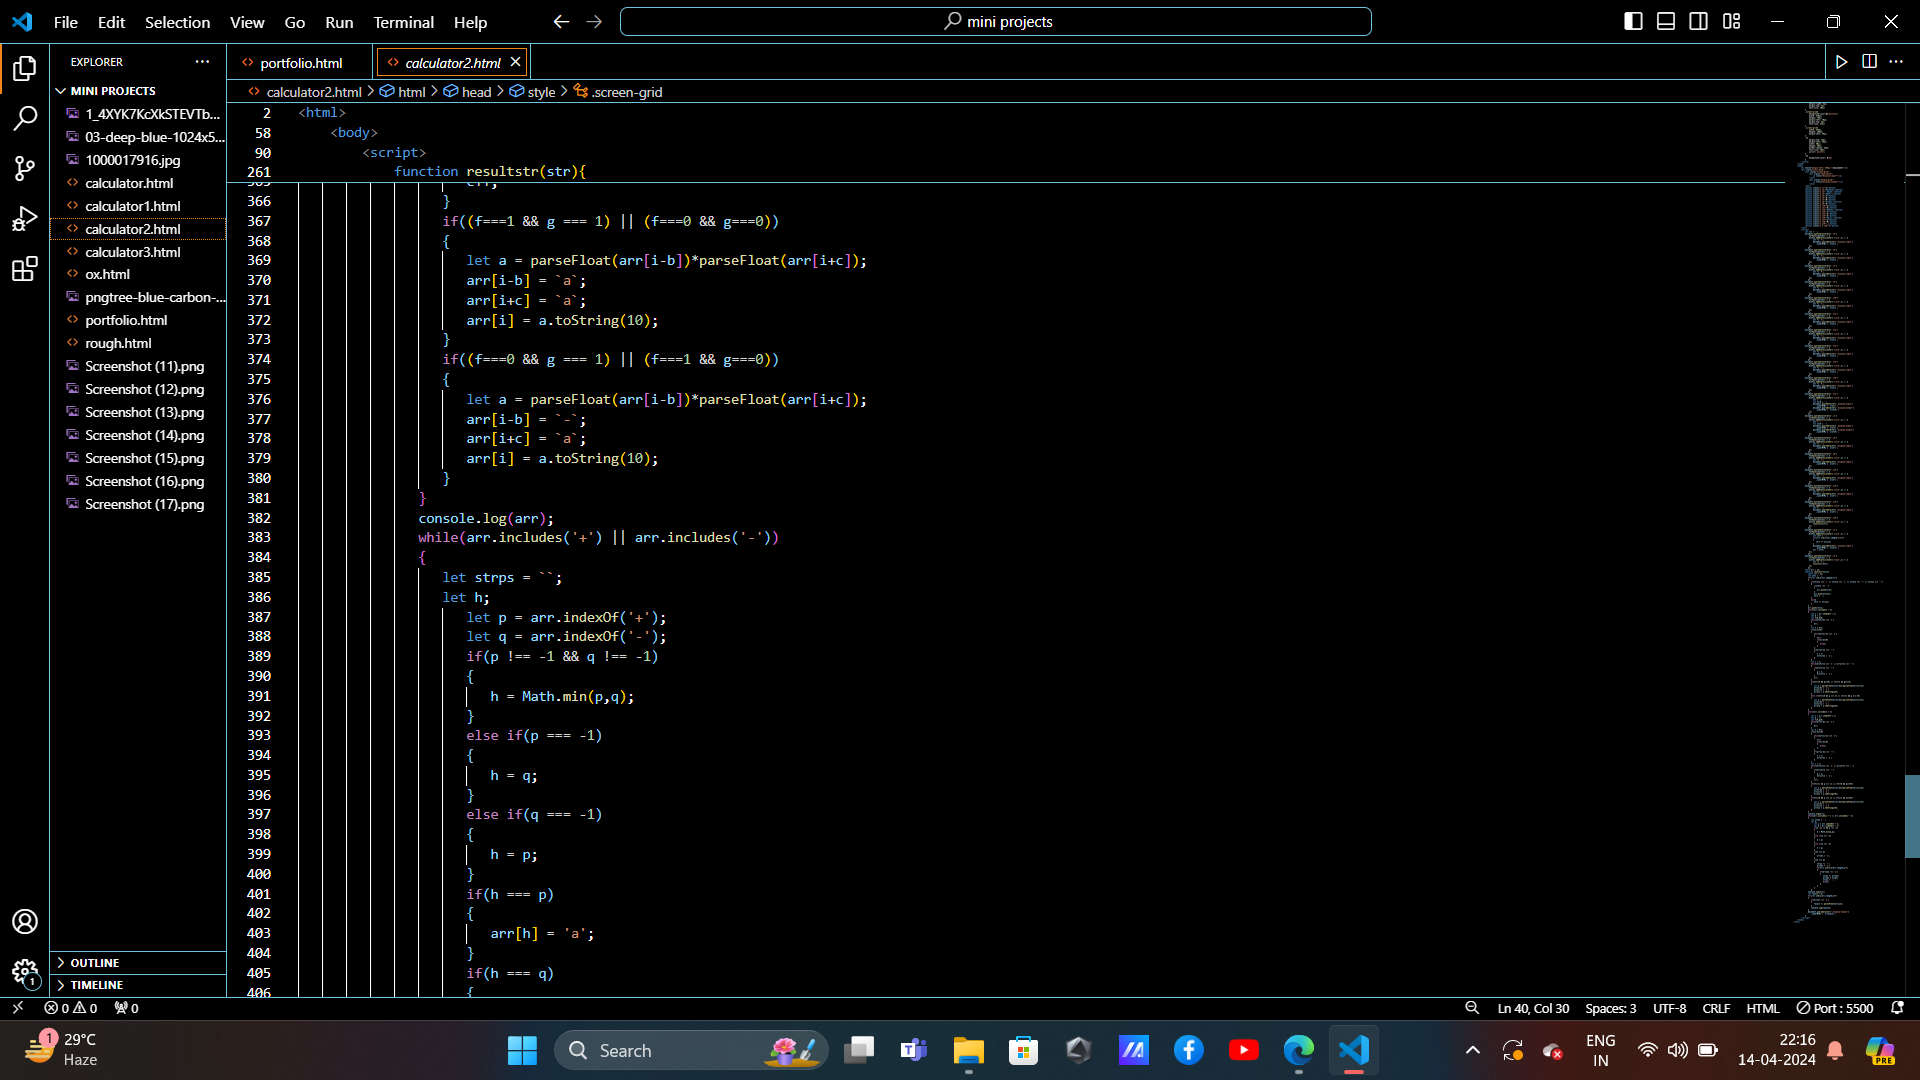 File Edit Selection View Go Run Terminal Help
mini projects
EXPLORER
portfolio.html
calculator2.html
MINI PROJECTS
1_4XYK7KcXkSTEVTb...
03-deep-blue-1024x5...
1000017916.jpg
calculator.html
calculator1.html
calculator2.html
calculator3.html
ox.html
pngtree-blue-carbon-...
portfolio.html
rough.html
Screenshot (11).png
Screenshot (12).png
Screenshot (13).png
Screenshot (14).png
Screenshot (15).png
Screenshot (16).png
Screenshot (17).png
OUTLINE
TIMELINE
calculator2.html > html > head > style > .screen-grid
2 <html>
58 <body>
90 <script>
261 function resultstr(str){
366 }
367 if((f===1 && g === 1) || (f===0 && g===0))
368 {
369 let a = parseFloat(arr[i-b])*parseFloat(arr[i+c]);
370 arr[i-b] = `a`;
371 arr[i+c] = `a`;
372 arr[i] = a.toString(10);
373 }
374 if((f===0 && g === 1) || (f===1 && g===0))
375 {
376 let a = parseFloat(arr[i-b])*parseFloat(arr[i+c]);
377 arr[i-b] = `-`;
378 arr[i+c] = `a`;
379 arr[i] = a.toString(10);
380 }
381 }
382 console.log(arr);
383 while(arr.includes('+') || arr.includes('-'))
384 {
385 let strps = ``;
386 let h;
387 let p = arr.indexOf('+');
388 let q = arr.indexOf('-');
389 if(p !== -1 && q !== -1)
390 {
391 h = Math.min(p,q);
392 }
393 else if(p === -1)
394 {
395 h = q;
396 }
397 else if(q === -1)
398 {
399 h = p;
400 }
401 if(h === p)
402 {
403 arr[h] = 'a';
404 }
405 if(h === q)
406 {
1
0 0 0
Ln 40, Col 30 Spaces: 3 UTF-8 CRLF HTML Port : 5500
1
29°C
Haze
Search
ENG
IN
22:16
14-04-2024
PRE